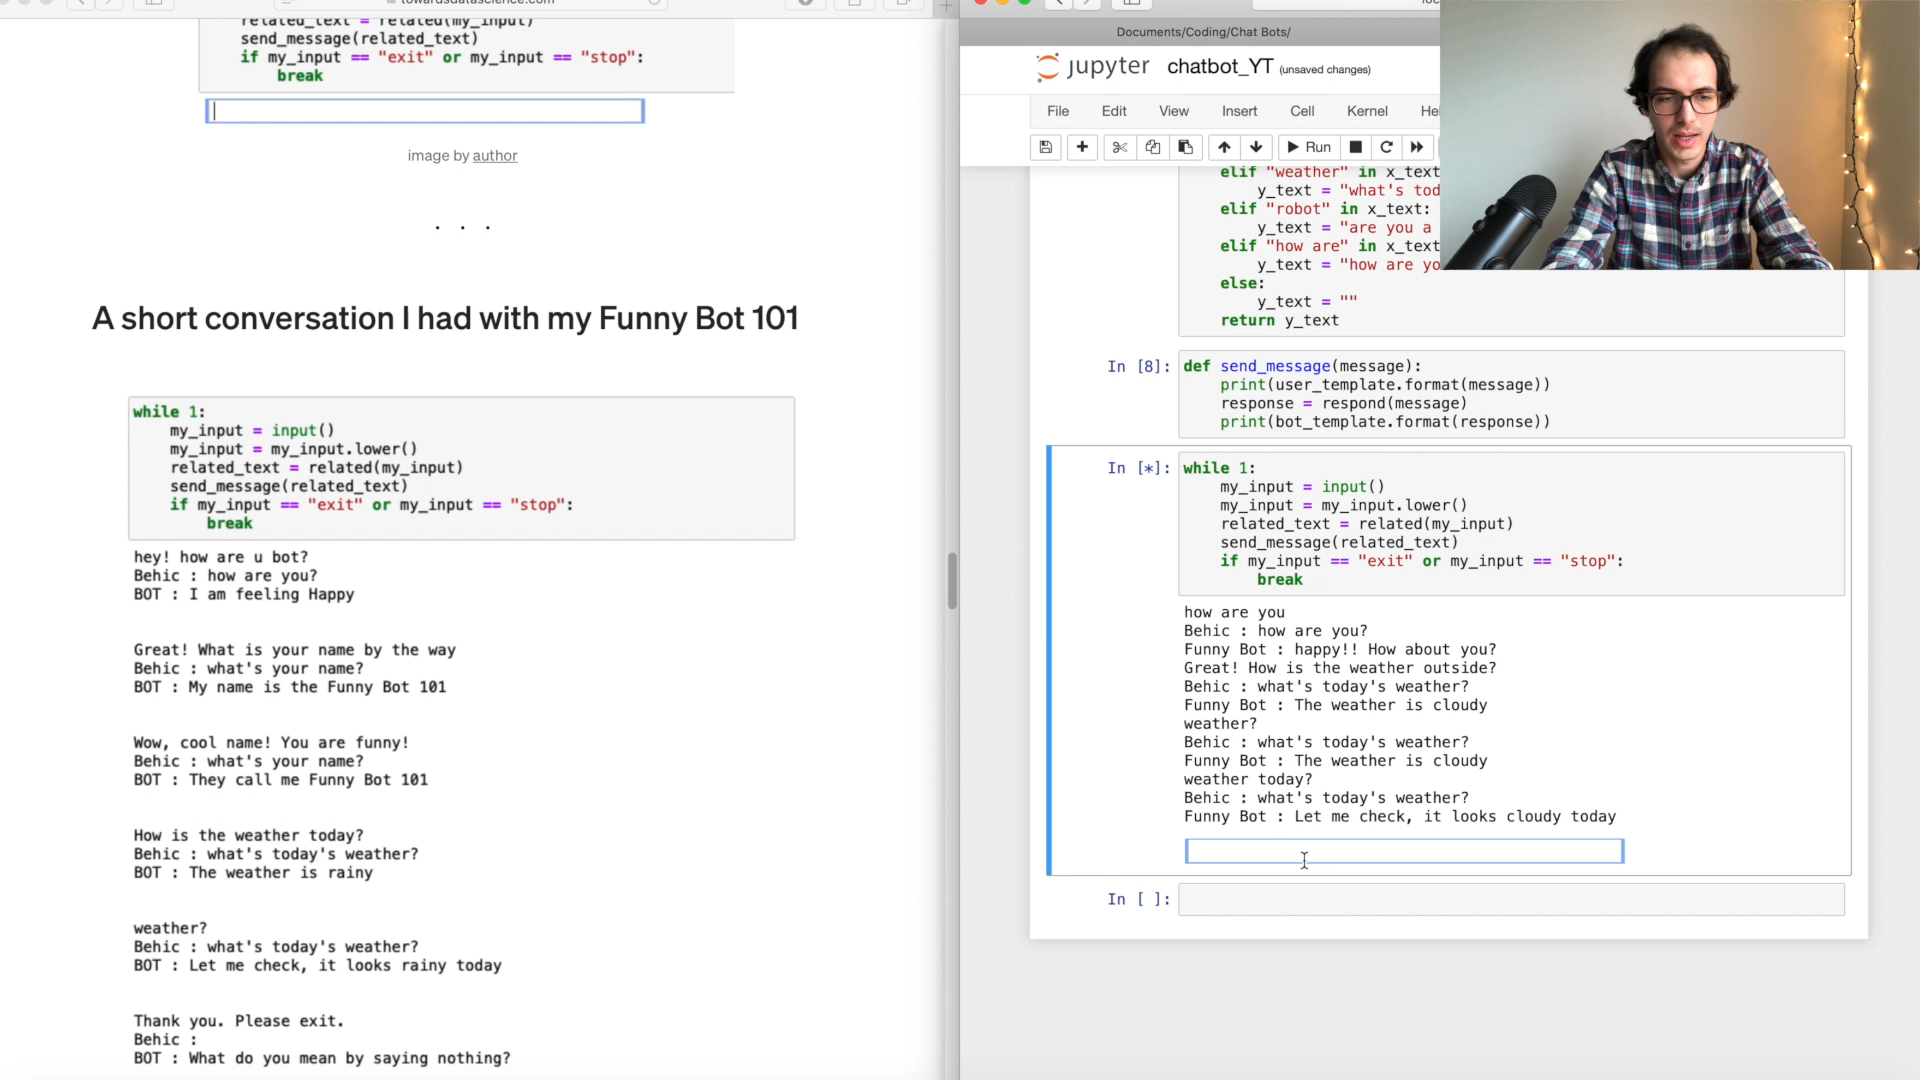 towardsdatascience.com
related_text = related(my_input)
send_message(related_text)
if my_input == "exit" or my_input == "stop":
break
image by author
. . .
A short conversation I had with my Funny Bot 101
while 1:
my_input = input()
my_input = my_input.lower()
related_text = related(my_input)
send_message(related_text)
if my_input == "exit" or my_input == "stop":
break
hey! how are u bot?
Behic : how are you?
BOT : I am feeling Happy
Great! What is your name by the way
Behic : what's your name?
BOT : My name is the Funny Bot 101
Wow, cool name! You are funny!
Behic : what's your name?
BOT : They call me Funny Bot 101
How is the weather today?
Behic : what's today's weather?
BOT : The weather is rainy
weather?
Behic : what's today's weather?
BOT : Let me check, it looks rainy today
Thank you. Please exit.
Behic :
BOT : What do you mean by saying nothing?
Documents/Coding/Chat Bots/
jupyter chatbot_YT (unsaved changes)
File Edit View Insert Cell Kernel
Run
elif "weather" in x_text
y_text = "what's tod
elif "robot" in x_text:
y_text = "are you a
elif "how are" in x_text
y_text = "how are yo
else:
y_text = ""
return y_text
In [8]: def send_message(message):
print(user_template.format(message))
response = respond(message)
print(bot_template.format(response))
In [*]: while 1:
my_input = input()
my_input = my_input.lower()
related_text = related(my_input)
send_message(related_text)
if my_input == "exit" or my_input == "stop":
break
how are you
Behic : how are you?
Funny Bot : happy!! How about you?
Great! How is the weather outside?
Behic : what's today's weather?
Funny Bot : The weather is cloudy
weather?
Behic : what's today's weather?
Funny Bot : The weather is cloudy
weather today?
Behic : what's today's weather?
Funny Bot : Let me check, it looks cloudy today
In [ ]: